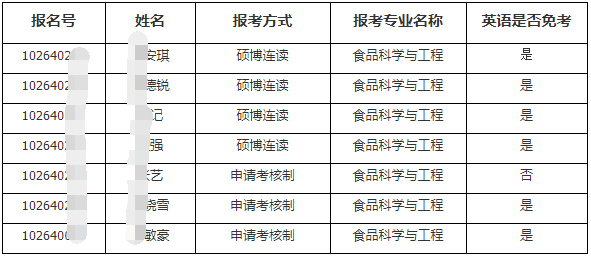 报名号 姓名 报考方式 报考专业名称 英语是否免考
102640 安琪 硕博连读 食品科学与工程 是
102640 德锐 硕博连读 食品科学与工程 是
102640 记 硕博连读 食品科学与工程 是
102640 强 硕博连读 食品科学与工程 是
102640 艺 申请考核制 食品科学与工程 否
102640 晓雪 申请考核制 食品科学与工程 是
102640 敏豪 申请考核制 食品科学与工程 是